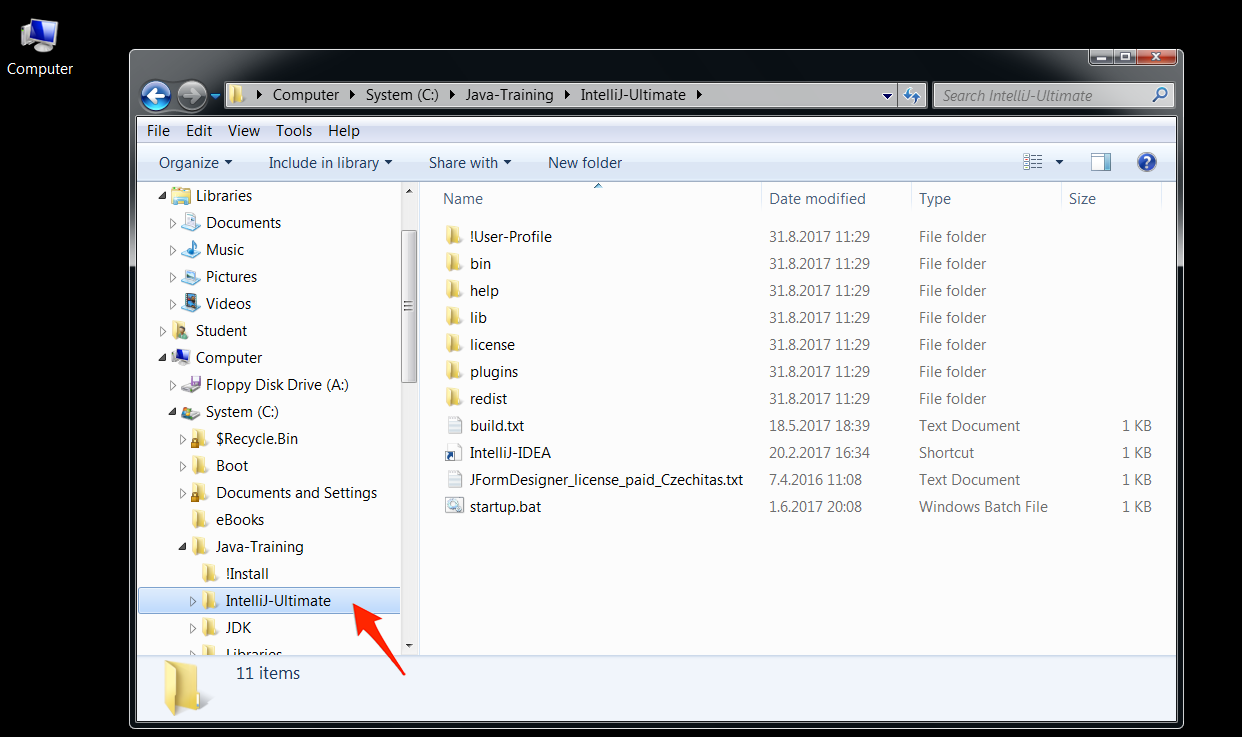 Computer
Computer System (C:) Java-Training IntelliJ-Ultimate Search IntelliJ-Ultimate
File Edit View Tools Help
Organize Include in library Share with New folder
Libraries
Documents
Music
Pictures
Videos
Student
Computer
Floppy Disk Drive (A:)
System (C:)
$Recycle.Bin
Boot
Documents and Settings
eBooks
Java-Training
!Install
IntelliJ-Ultimate
JDK
Libraries
Name Date modified Type Size
!User-Profile 31.8.2017 11:29 File folder
bin 31.8.2017 11:29 File folder
help 31.8.2017 11:29 File folder
lib 31.8.2017 11:29 File folder
license 31.8.2017 11:29 File folder
plugins 31.8.2017 11:29 File folder
redist 31.8.2017 11:29 File folder
build.txt 18.5.2017 18:39 Text Document 1 KB
IntelliJ-IDEA 20.2.2017 16:34 Shortcut 1 KB
JFormDesigner_license_paid_Czechitas.txt 7.4.2016 11:08 Text Document 1 KB
startup.bat 1.6.2017 20:08 Windows Batch File 1 KB
11 items